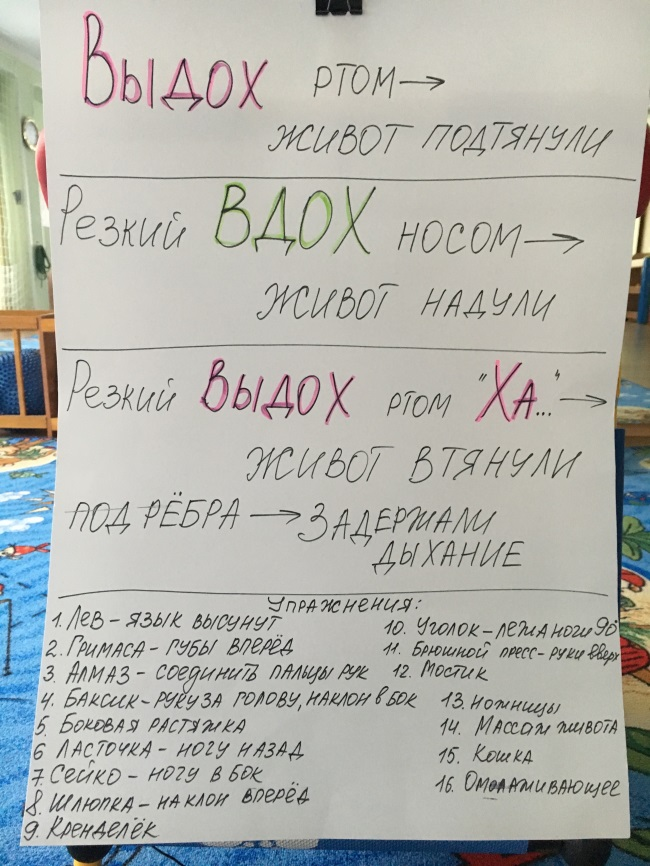 Выдох ртом →
живот подтянули
Резкий ВДОХ носом →
живот надули
Резкий Выдох ртом "Ха..." →
живот втянули
под рёбра → задержали
дыхание
Упражнения:
1. Лев - язык высунут
2. Гримаса - губы вперёд
3. Алмаз - соединить пальцы рук
4. Баксик - руку за голову, наклон в бок
5. Боковая растяжка
6 Ласточка - ногу назад
7. Сейко - ногу в бок
8. Шлюпка - наклон вперёд
9. Кренделёк
10. Уголок - лежа ноги 90°
11. Брюшной пресс - руки вверх
12. Мостик
13. ножницы
14. Массаж живота
15. Кошка
16. Омолаживающее